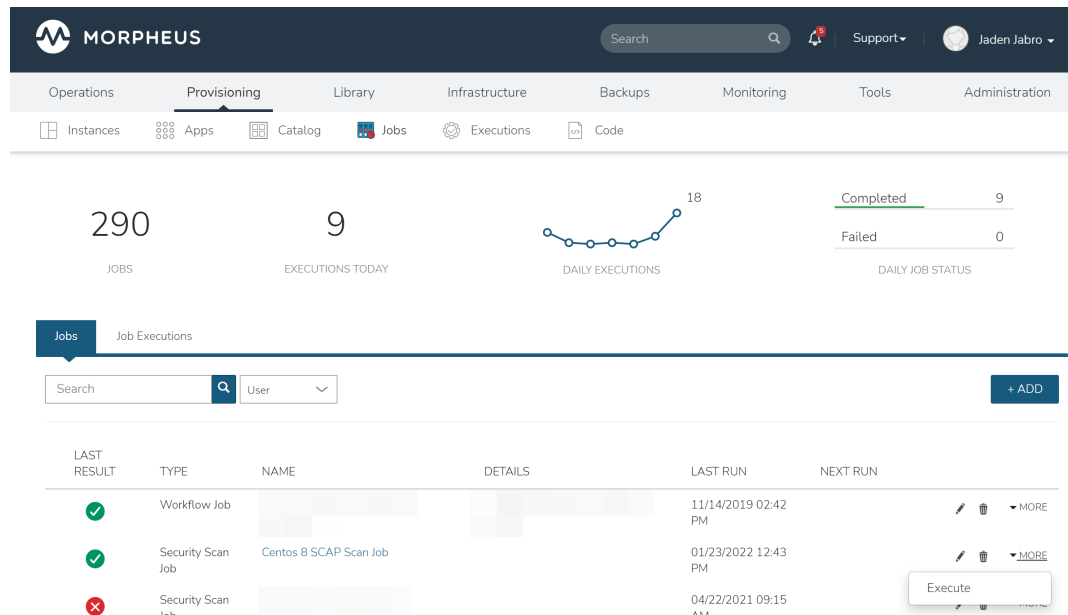 MORPHEUS
Search
5
Support
Jaden Jabro
Operations Provisioning Library Infrastructure Backups Monitoring Tools Administration
Instances Apps Catalog Jobs Executions Code
290
JOBS
9
EXECUTIONS TODAY
18
DAILY EXECUTIONS
Completed 9
Failed 0
DAILY JOB STATUS
Jobs Job Executions
Search
User
+ ADD
LAST RESULT TYPE NAME DETAILS LAST RUN NEXT RUN
Workflow Job 11/14/2019 02:42 PM MORE
Security Scan Job Centos 8 SCAP Scan Job 01/23/2022 12:43 PM MORE
Execute
Security Scan Job 04/22/2021 09:15 AM MORE